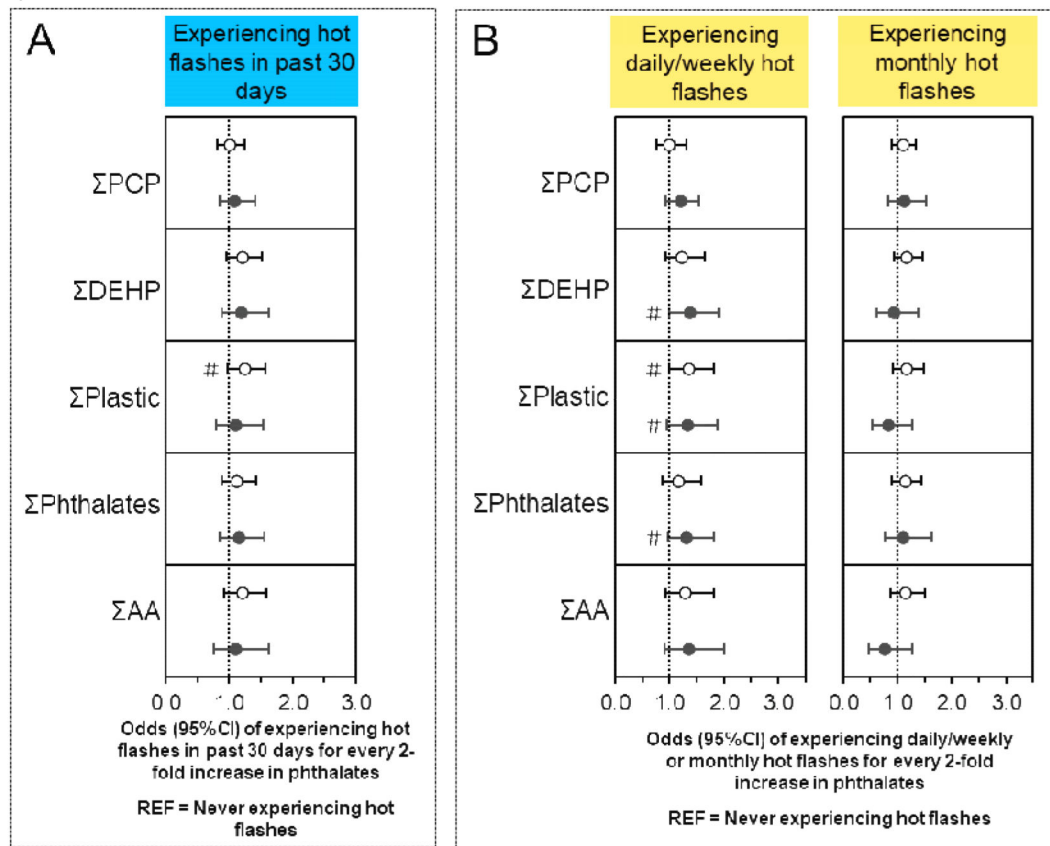 A
Experiencing hot
flashes in past 30
days
ΣPCP
ΣDEHP
#
ΣPlastic
ΣPhthalates
ΣAA
0.0 1.0 2.0 3.0
Odds (95%CI) of experiencing hot
flashes in past 30 days for every 2-
fold increase in phthalates
REF = Never experiencing hot
flashes
B
Experiencing
daily/weekly hot
flashes
Experiencing
monthly hot
flashes
ΣPCP
ΣDEHP
#
#
ΣPlastic
#
ΣPhthalates
#
ΣAA
0.0 1.0 2.0 3.0
0.0 1.0 2.0 3.0
Odds (95%CI) of experiencing daily/weekly
or monthly hot flashes for every 2-fold
increase in phthalates
REF = Never experiencing hot flashes